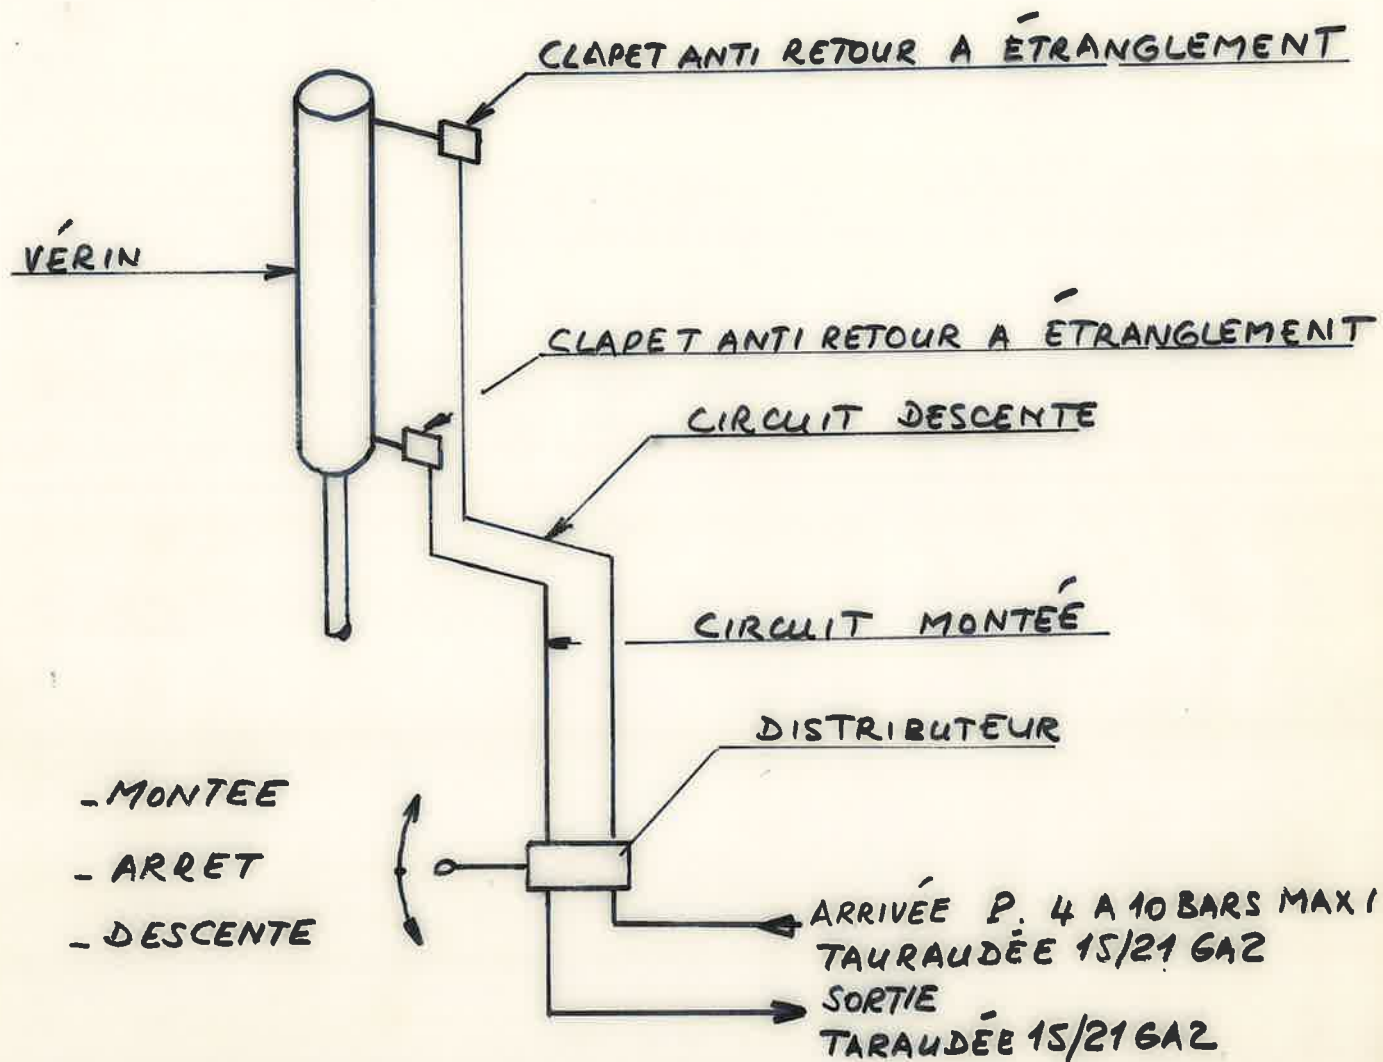 CLAPET ANTI RETOUR A ÉTRANGLEMENT
VÉRIN
CLAPET ANTI RETOUR A ÉTRANGLEMENT
CIRCUIT DESCENTE
CIRCUIT MONTÉE
DISTRIBUTEUR
- MONTEE
- ARRET
- DESCENTE
ARRIVÉE P. 4 A 10 BARS MAXI
TAURAUDÉE 15/21 GAZ
SORTIE
TARAUDÉE 15/21 GAZ